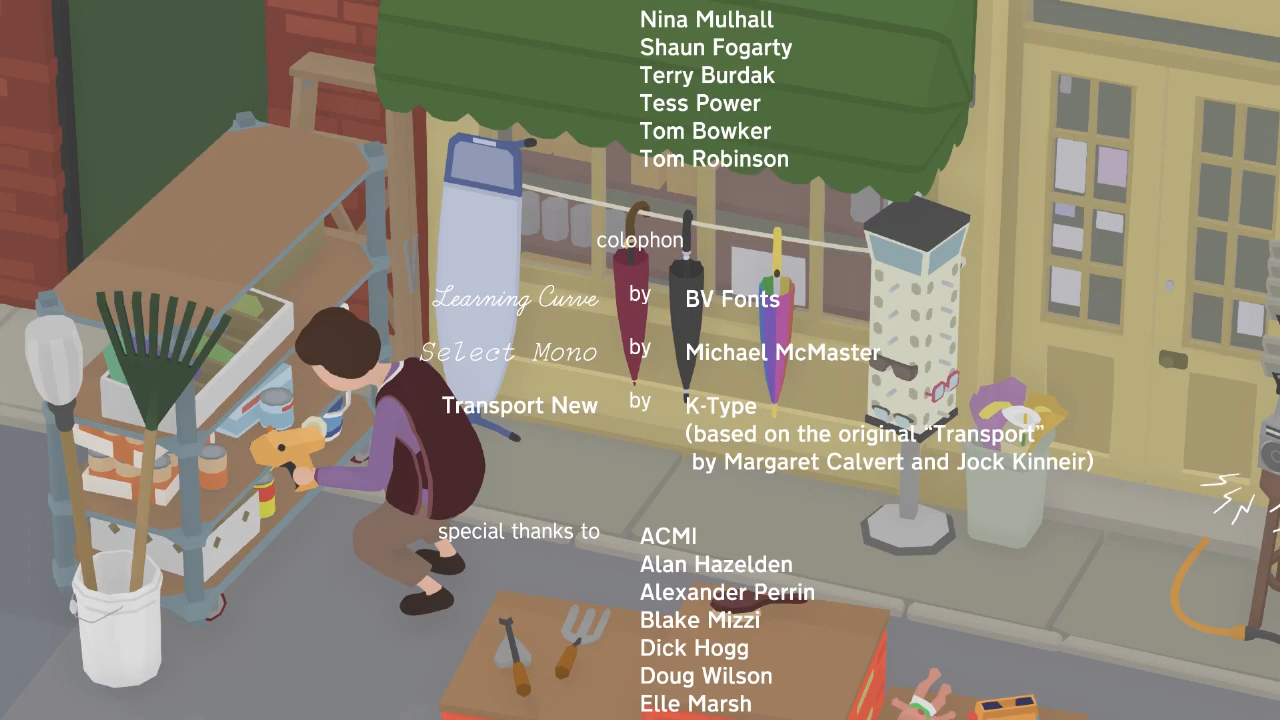 Nina Mulhall
Shaun Fogarty
Terry Burdak
Tess Power
Tom Bowker
Tom Robinson
colophon
Learning Curve by BV Fonts
Select Mono by Michael McMaster
Transport New by K-Type
(based on the original “Transport”
by Margaret Calvert and Jock Kinneir)
special thanks to ACMI
Alan Hazelden
Alexander Perrin
Blake Mizzi
Dick Hogg
Doug Wilson
Elle Marsh